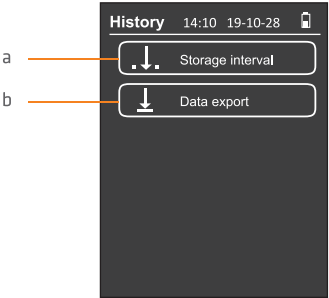 History 14:10 19-10-28
a Storage interval
b Data export